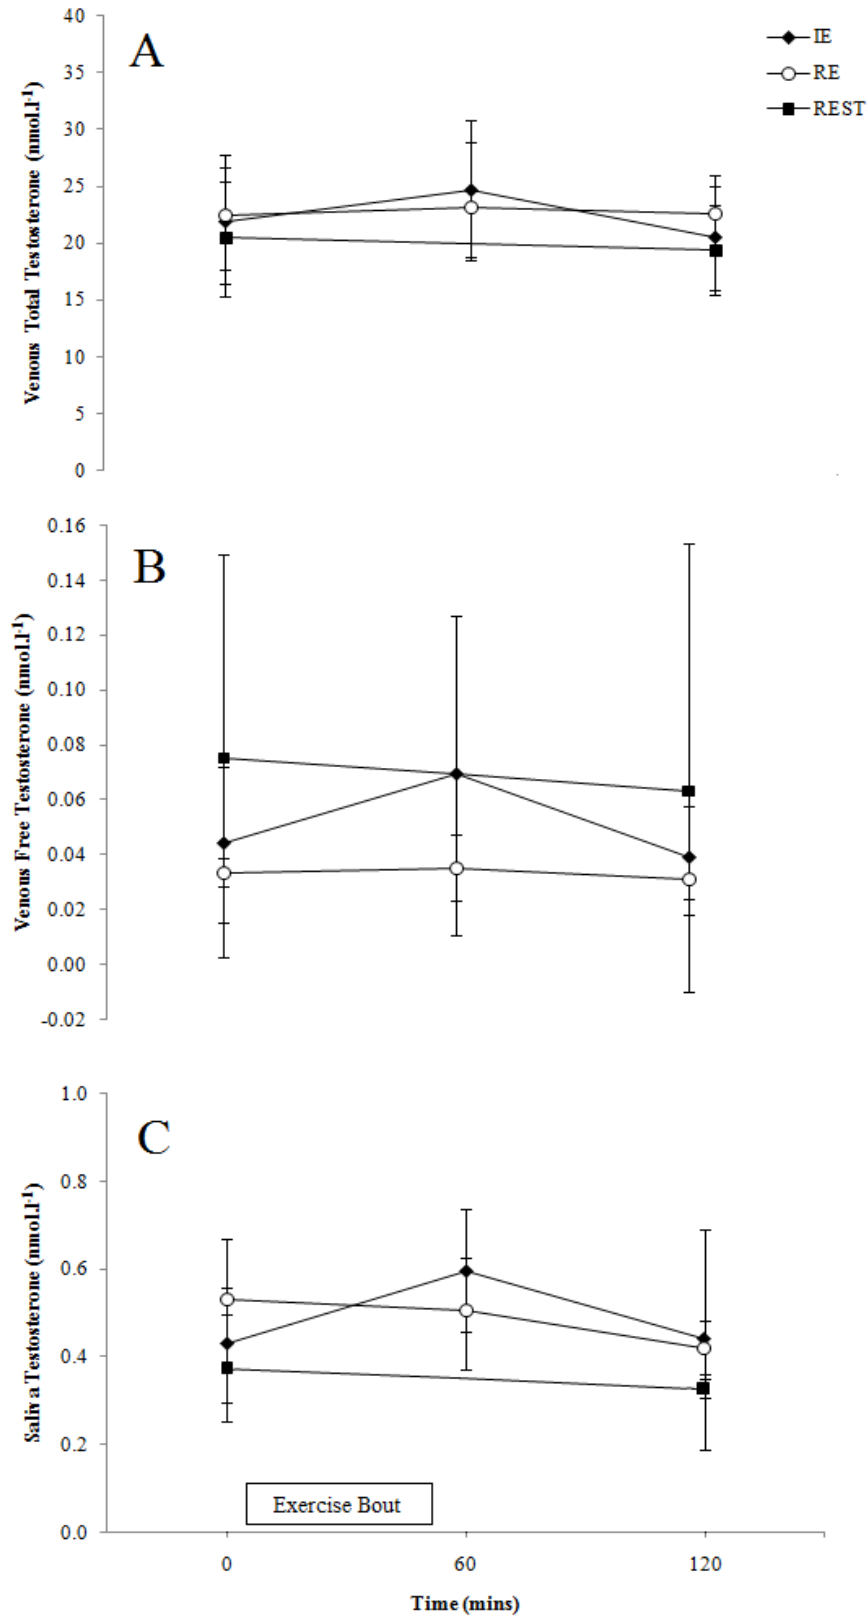 A
IE
RE
REST
Venous Total Testosterone (nmol.l-1)
40
35
30
25
20
15
10
5
0
B
Venous Free Testosterone (nmol.l-1)
0.16
0.14
0.12
0.10
0.08
0.06
0.04
0.02
0.00
-0.02
C
Saliva Testosterone (nmol.l-1)
1.0
0.8
0.6
0.4
0.2
0.0
Exercise Bout
0 60 120
Time (mins)